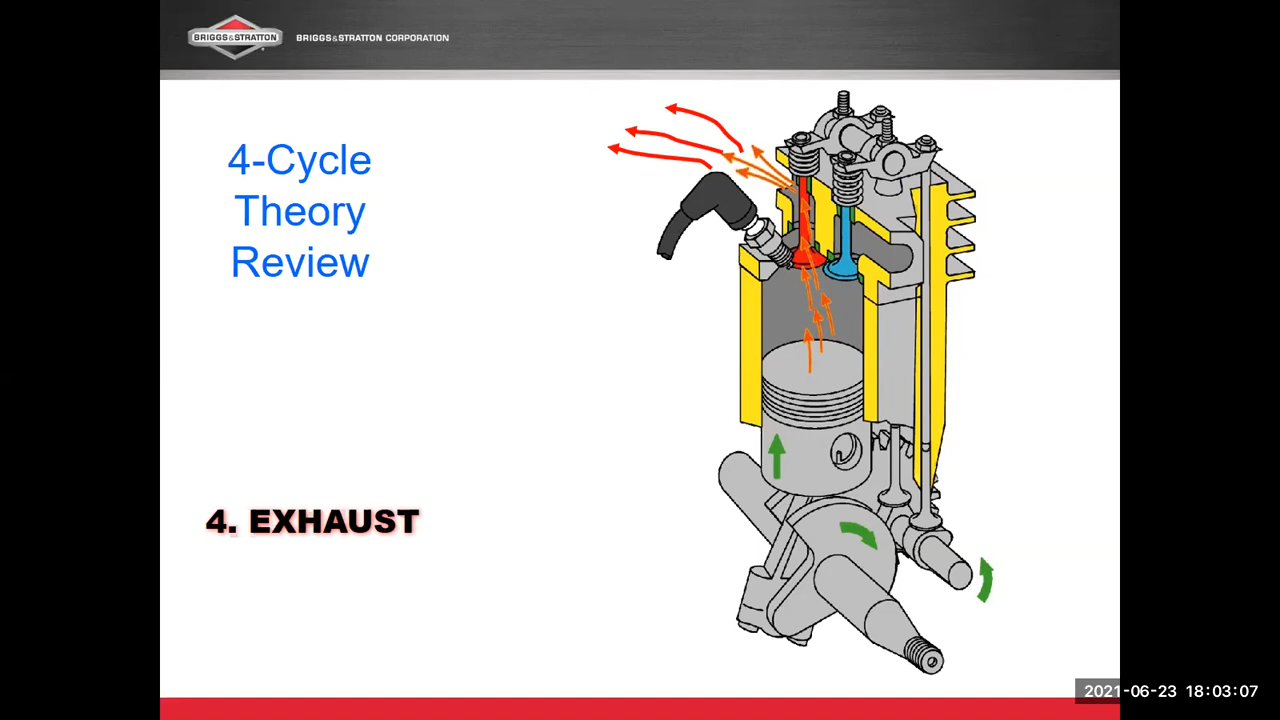 BRIGGS&STRATTON
BRIGGS&STRATTON CORPORATION
4-Cycle
Theory
Review
4. EXHAUST
2021-06-23 18:03:07